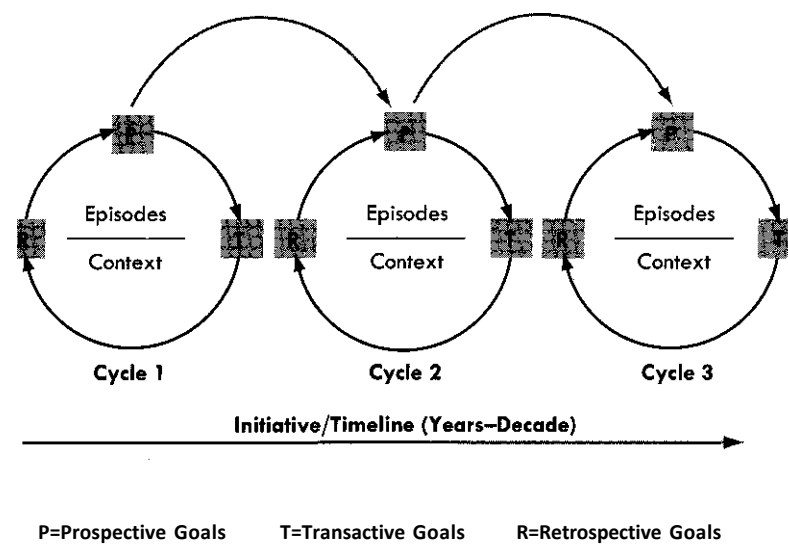 P P P
Episodes Episodes Episodes
R T R T R T
Context Context Context
Cycle 1 Cycle 2 Cycle 3
Initiative/Timeline (Years–Decade)
P=Prospective Goals T=Transactive Goals R=Retrospective Goals